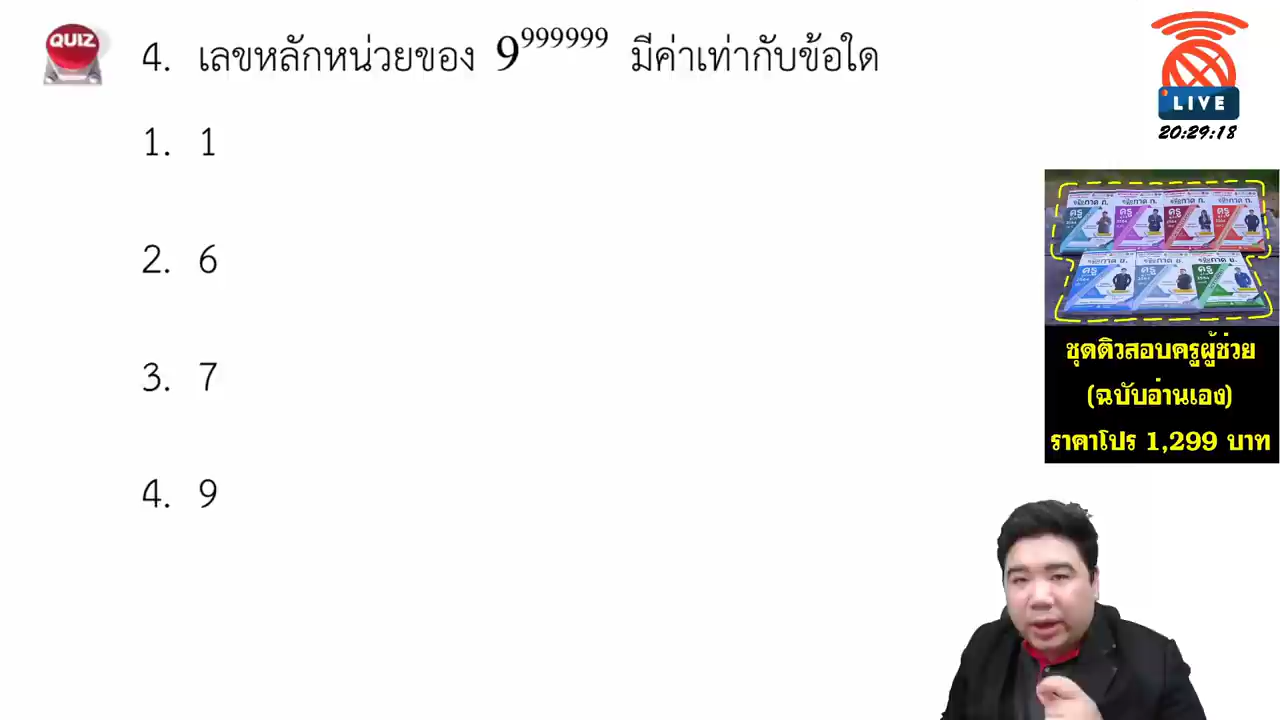 QUIZ
4. เลขหลักหน่วยของ 9^999999 มีค่าเท่ากับข้อใด
1. 1
2. 6
3. 7
4. 9
LIVE
20:29:18
ชุดติวสอบครูผู้ช่วย
(ฉบับอ่านเอง)
ราคาโปร 1,299 บาท